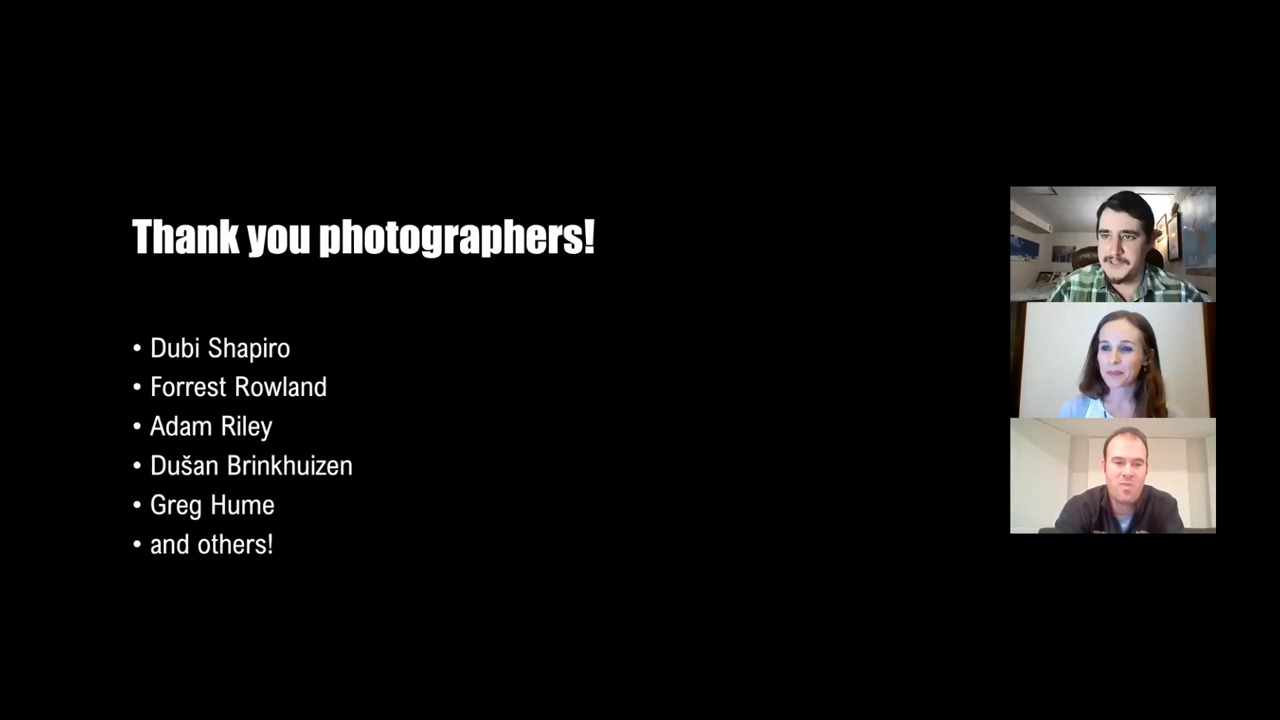 Thank you photographers!
• Dubi Shapiro
• Forrest Rowland
• Adam Riley
• Dušan Brinkhuizen
• Greg Hume
• and others!